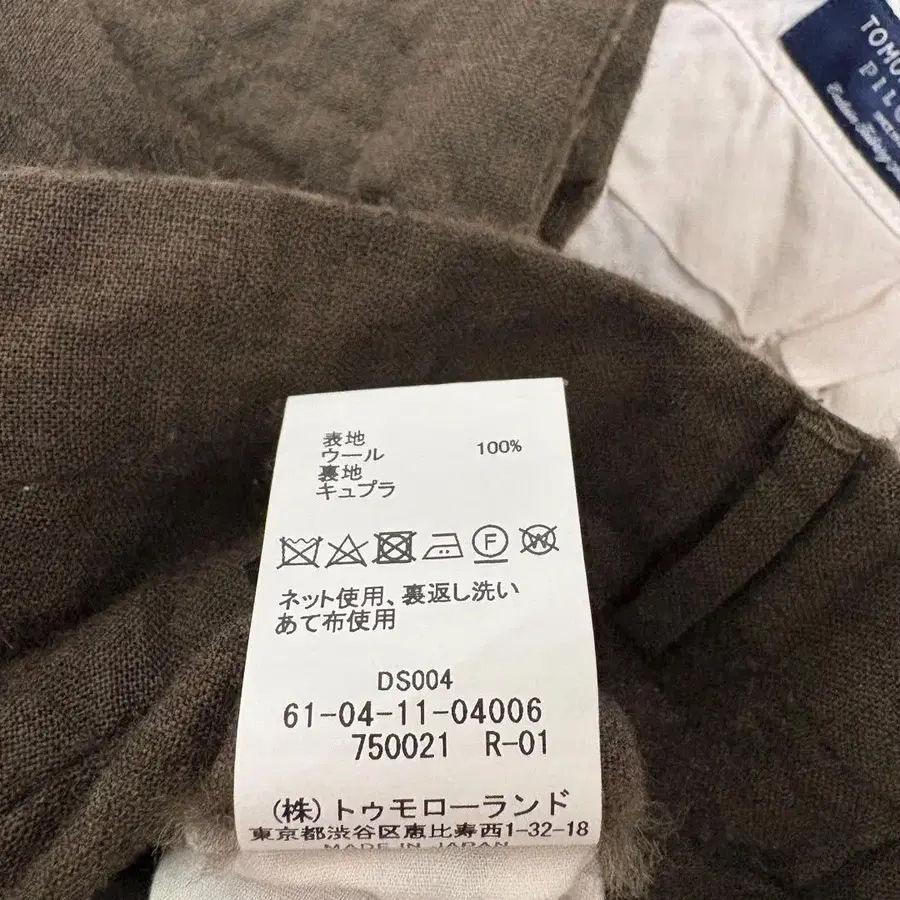 表地
ウール 100%
裏地
キュプラ
F W
ネット使用、裏返し洗い
あて布使用
DS004
61-04-11-04006
750021 R-01
(株)トゥモローランド
東京都渋谷区恵比寿西1-32-18
MADE IN JAPAN